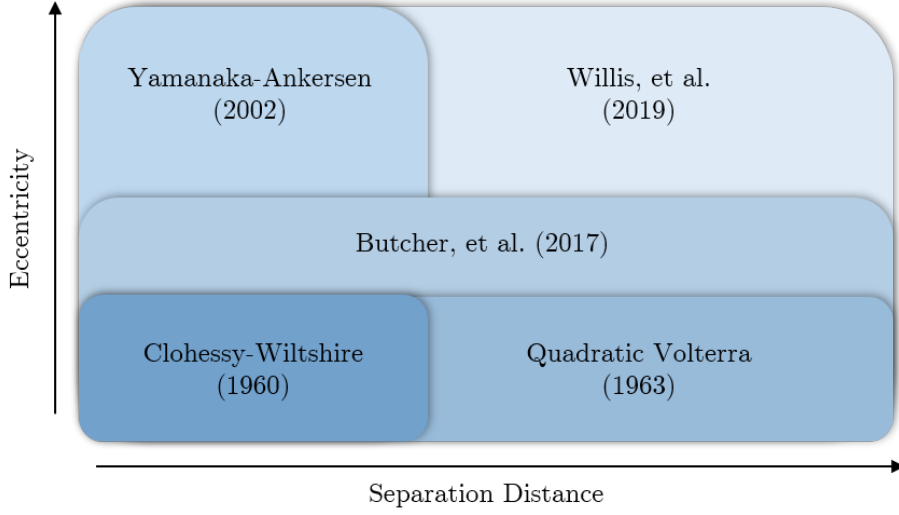 Yamanaka-Ankersen
(2002)
Willis, et al.
(2019)
Eccentricity
Butcher, et al. (2017)
Clohessy-Wiltshire
(1960)
Quadratic Volterra
(1963)
Separation Distance